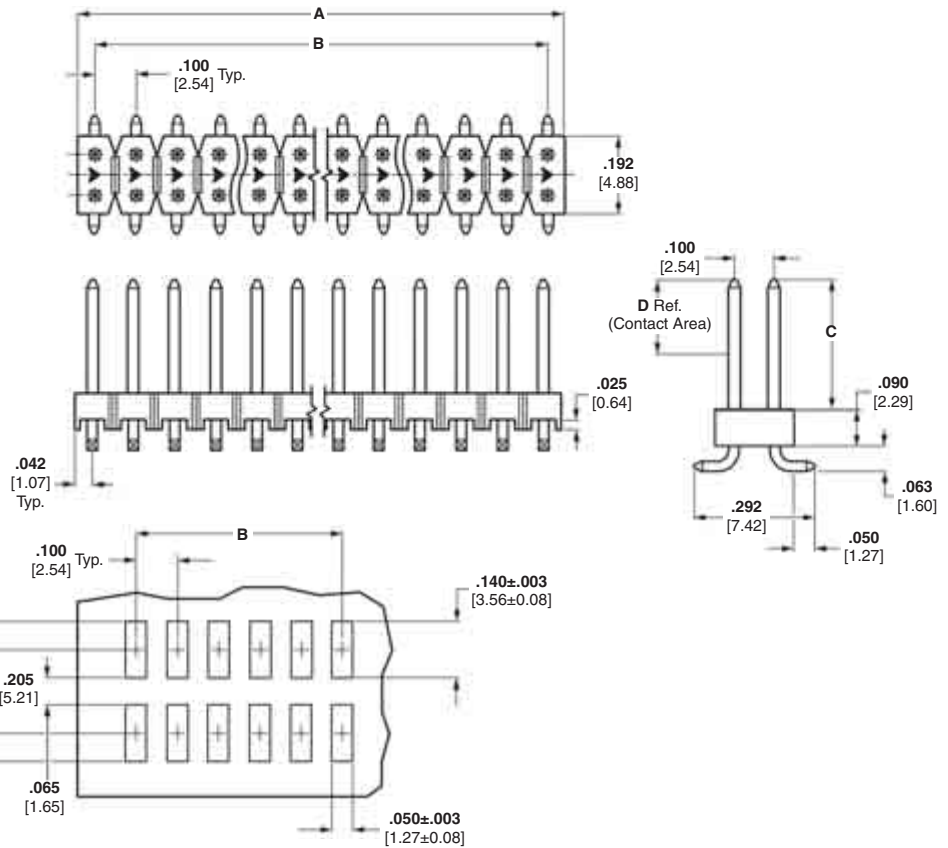 A
B
.100
[2.54] Typ.
.192
[4.88]
.100
[2.54]
D Ref.
(Contact Area)
C
.025
[0.64]
.090
[2.29]
.042
[1.07]
Typ.
.063
[1.60]
.292
[7.42]
.050
[1.27]
B
.100
[2.54] Typ.
.140±.003
[3.56±0.08]
.205
[5.21]
.065
[1.65]
.050±.003
[1.27±0.08]